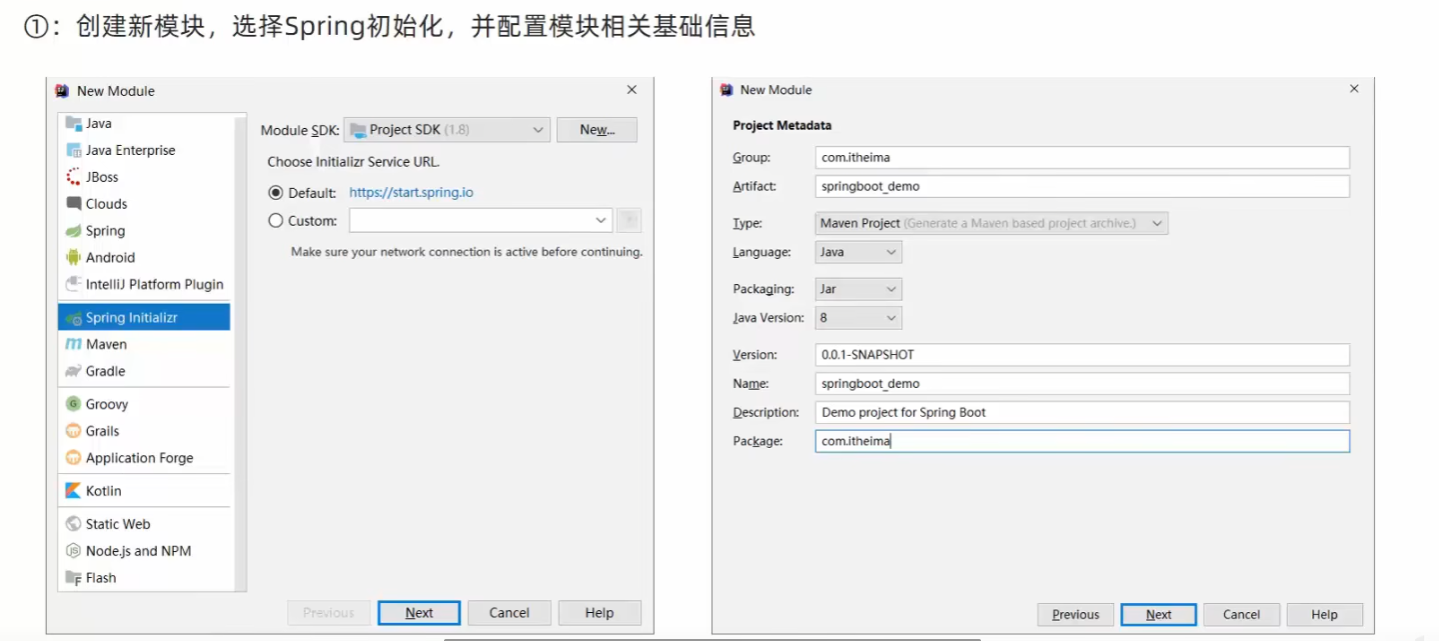 ①：创建新模块，选择Spring初始化，并配置模块相关基础信息
New Module
Java
Java Enterprise
JBoss
Clouds
Spring
Android
IntelliJ Platform Plugin
Spring Initializr
Maven
Gradle
Groovy
Grails
Application Forge
Kotlin
Static Web
Node.js and NPM
Flash
Module SDK: Project SDK (1.8) New...
Choose Initializr Service URL.
Default: https://start.spring.io
Custom:
Make sure your network connection is active before continuing.
Previous Next Cancel Help
New Module
Project Metadata
Group: com.itheima
Artifact: springboot_demo
Type: Maven Project (Generate a Maven based project archive.)
Language: Java
Packaging: Jar
Java Version: 8
Version: 0.0.1-SNAPSHOT
Name: springboot_demo
Description: Demo project for Spring Boot
Package: com.itheima
Previous Next Cancel Help